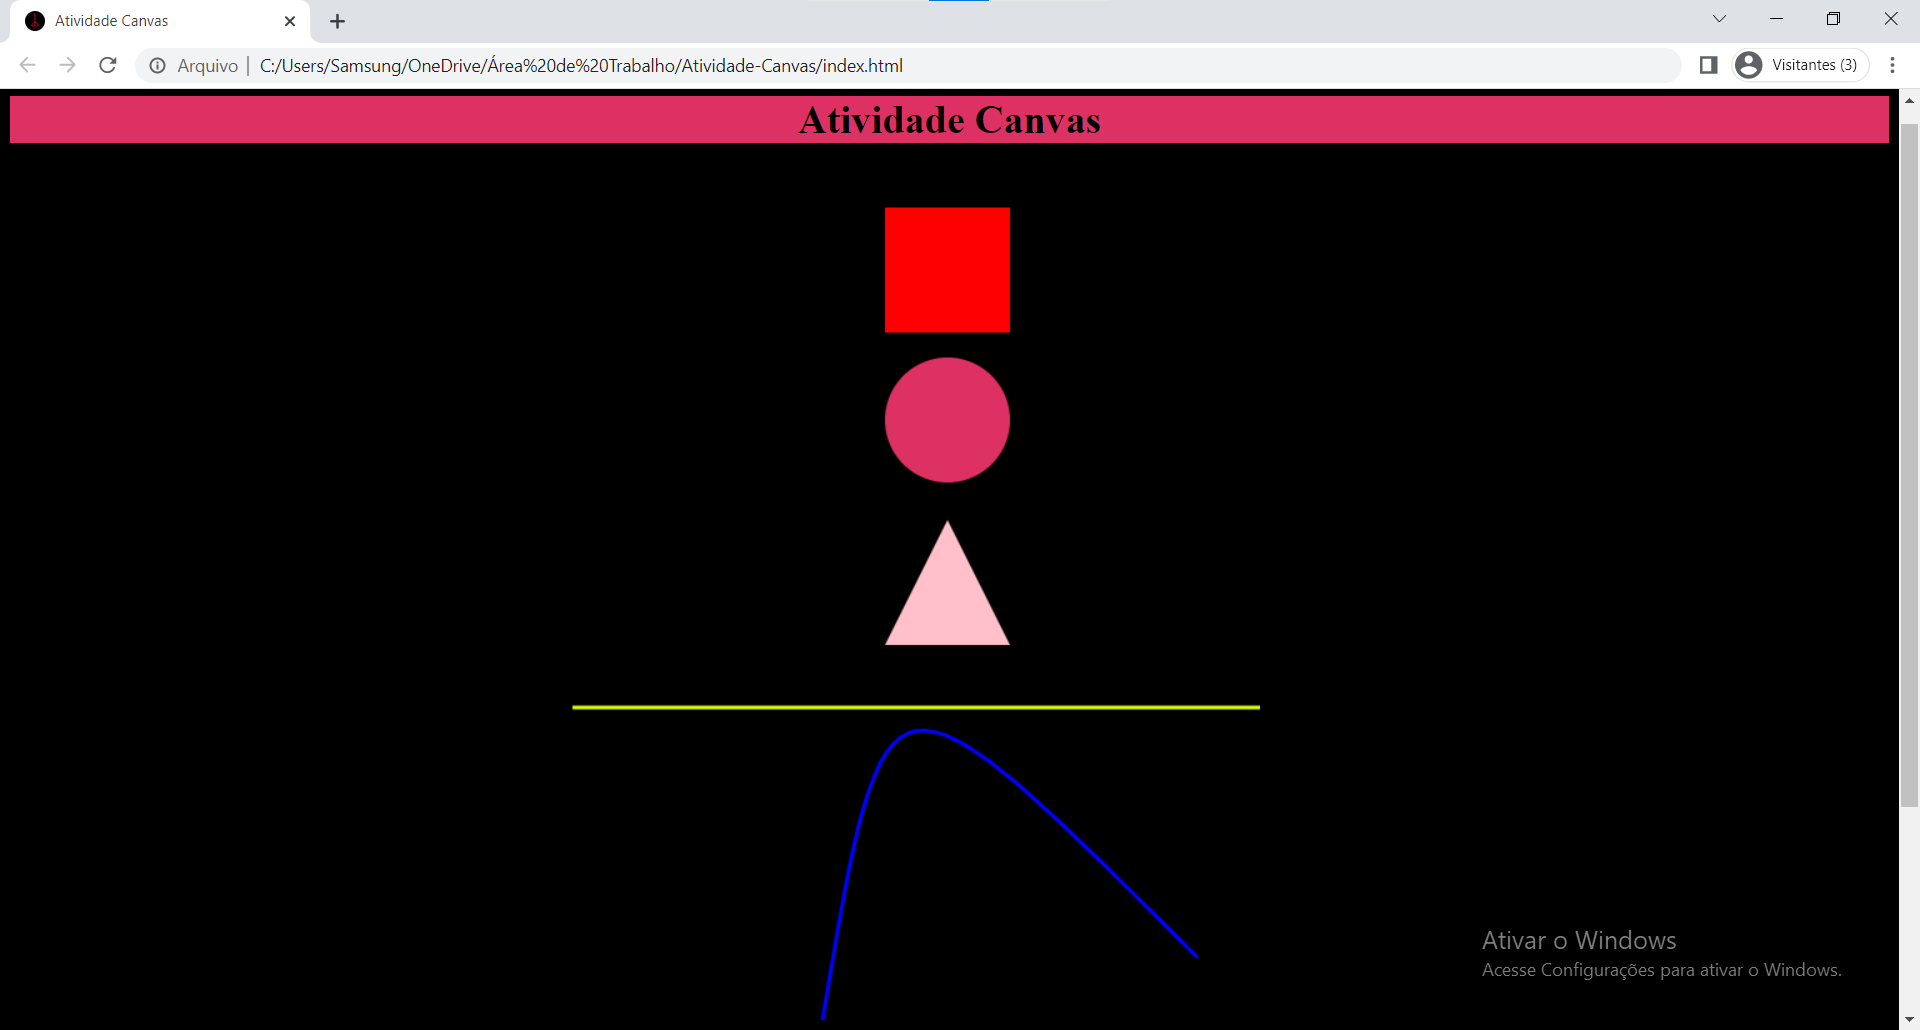 Atividade Canvas
Arquivo | C:/Users/Samsung/OneDrive/Área%20de%20Trabalho/Atividade-Canvas/index.html
Visitantes (3)
Atividade Canvas
Ativar o Windows
Acesse Configurações para ativar o Windows.